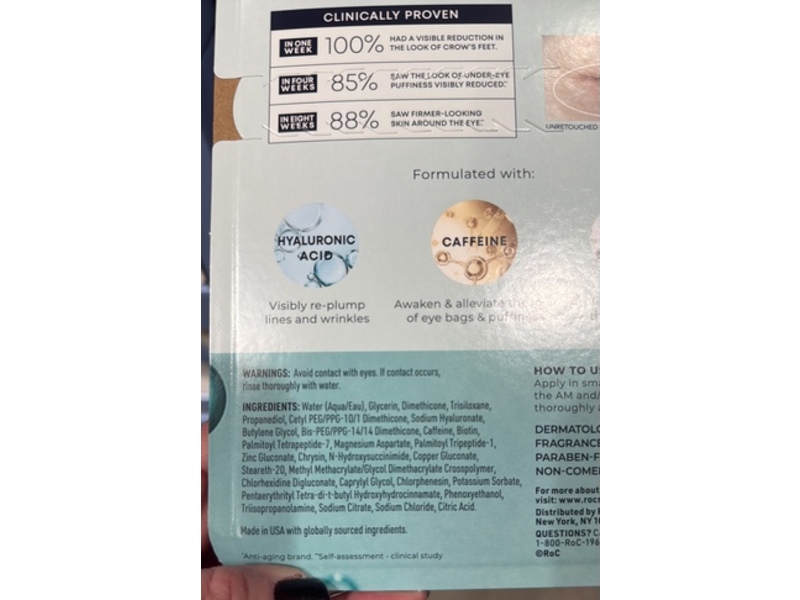 CLINICALLY PROVEN
IN ONE WEEK 100% HAD A VISIBLE REDUCTION IN
THE LOOK OF CROW'S FEET.
IN FOUR WEEKS 85% SAW THE LOOK OF UNDER-EYE
PUFFINESS VISIBLY REDUCED.**
IN EIGHT WEEKS 88% SAW FIRMER-LOOKING
SKIN AROUND THE EYE.**
UNRETOUCHED
Formulated with:
HYALURONIC
ACID
CAFFEINE
Visibly re-plump
lines and wrinkles
Awaken & alleviate
of eye bags &
WARNINGS: Avoid contact with eyes. If contact occurs,
rinse thoroughly with water.
INGREDIENTS: Water (Aqua/Eau), Glycerin, Dimethicone, Trisiloxane,
Propanediol, Cetyl PEG/PPG-10/1 Dimethicone, Sodium Hyaluronate,
Butylene Glycol, Bis-PEG/PPG-14/14 Dimethicone, Caffeine, Biotin,
Palmitoyl Tetrapeptide-7, Magnesium Aspartate, Palmitoyl Tripeptide-1,
Zinc Gluconate, Chrysin, N-Hydroxysuccinimide, Copper Gluconate,
Steareth-20, Methyl Methacrylate/Glycol Dimethacrylate Crosspolymer,
Chlorhexidine Digluconate, Caprylyl Glycol, Chlorphenesin, Potassium Sorbate,
Pentaerythrityl Tetra-di-t-butyl Hydroxyhydrocinnamate, Phenoxyethanol,
Triisopropanolamine, Sodium Citrate, Sodium Chloride, Citric Acid.
Made in USA with globally sourced ingredients.
*Anti-aging brand. **Self-assessment - clinical study
HOW TO U
Apply in sma
the AM and/
thoroughly
DERMATOLO
FRAGRANCE
PARABEN-F
NON-COME
For more about
visit: www.rocs
Distributed by
New York, NY 10
QUESTIONS? C
1-800-RoC-196
©RoC